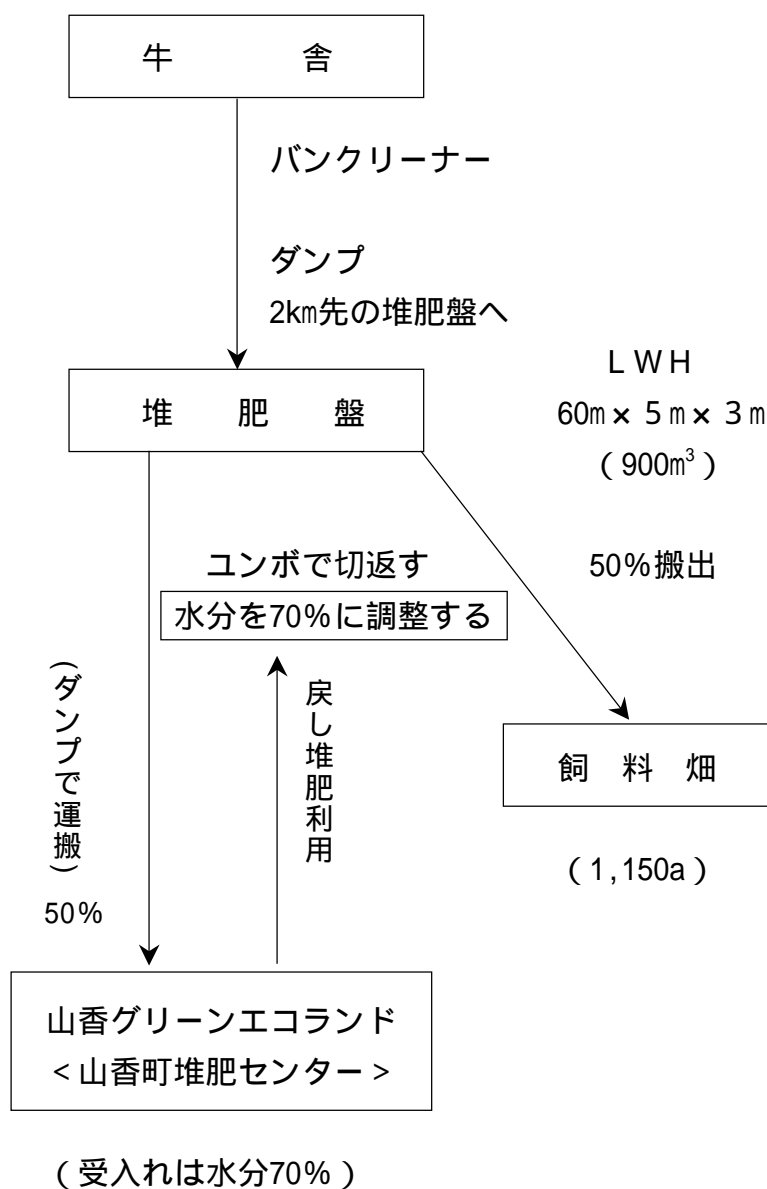 牛 舎
バンクリーナー
ダンプ
2㎞先の堆肥盤へ
L W H
60m × 5 m × 3 m
( 900㎥ )
堆 肥 盤
ユンボで切返す
50%搬出
水分を70%に調整する
(ダンプで運搬)
50%
戻し堆肥利用
飼 料 畑
( 1,150a )
山香グリーンエコランド
< 山香町堆肥センター >
( 受入れは水分70% )